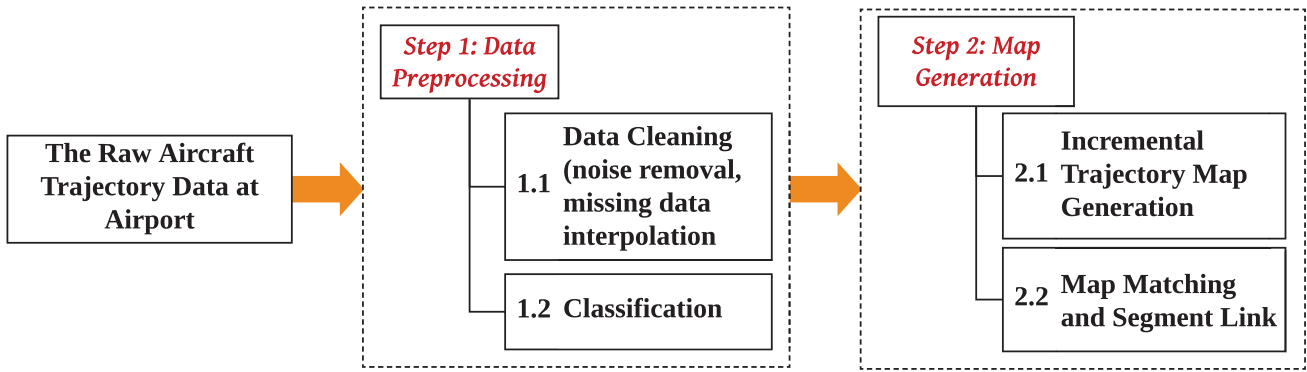 The Raw Aircraft
Trajectory Data at
Airport
Step 1: Data
Preprocessing
1.1 Data Cleaning
(noise removal,
missing data
interpolation
1.2 Classification
Step 2: Map
Generation
2.1 Incremental
Trajectory Map
Generation
2.2 Map Matching
and Segment Link